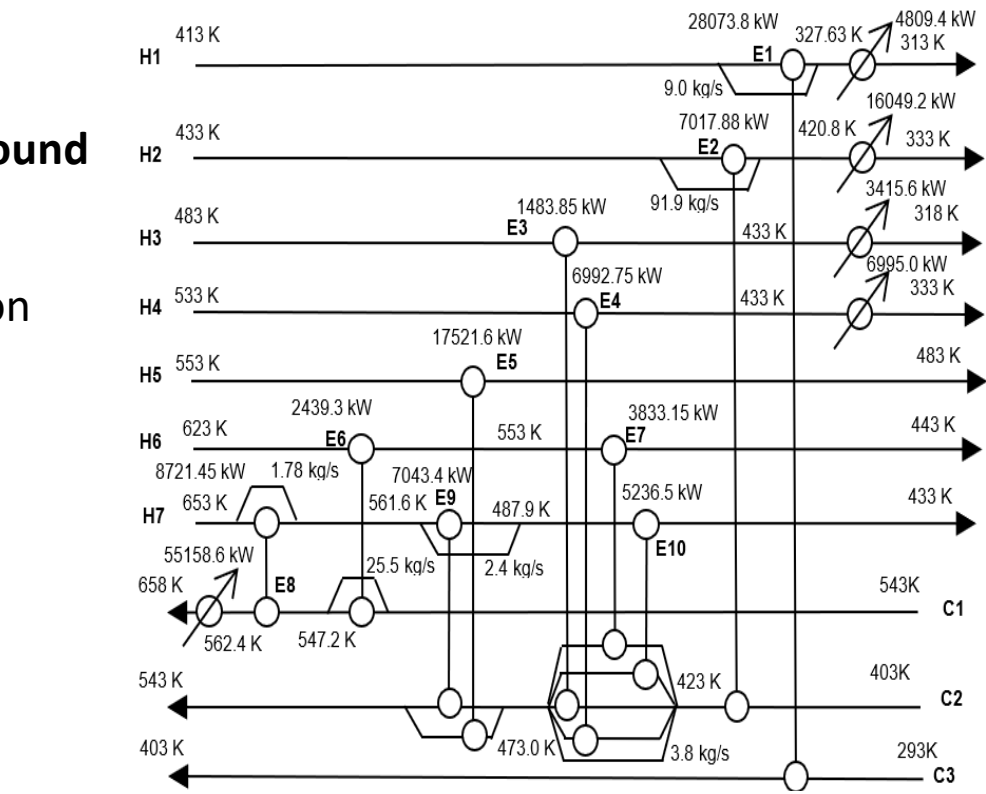 28073.8 kW
4809.4 kW
413 K
327.63 K
313 K
H1
E1
9.0 kg/s
16049.2 kW
7017.88 kW
ound
433 K
420.8 K
333 K
H2
E2
91.9 kg/s
3415.6 kW
1483.85 kW
483 K
318 K
E3
433 K
H3
6992.75 kW
6995.0 kW
on
533 K
E4
433 K
333 K
H4
17521.6 kW
553 K
E5
483 K
H5
2439.3 kW
3833.15 kW
623 K
E6
553 K
E7
443 K
H6
8721.45 kW
1.78 kg/s
7043.4 kW
5236.5 kW
653 K
561.6 K
E9
487.9 K
433 K
H7
E10
55158.6 kW
25.5 kg/s
2.4 kg/s
658 K
E8
543K
C1
562.4 K
547.2 K
543 K
423 K
403K
C2
403 K
473.0 K
3.8 kg/s
293K
C3